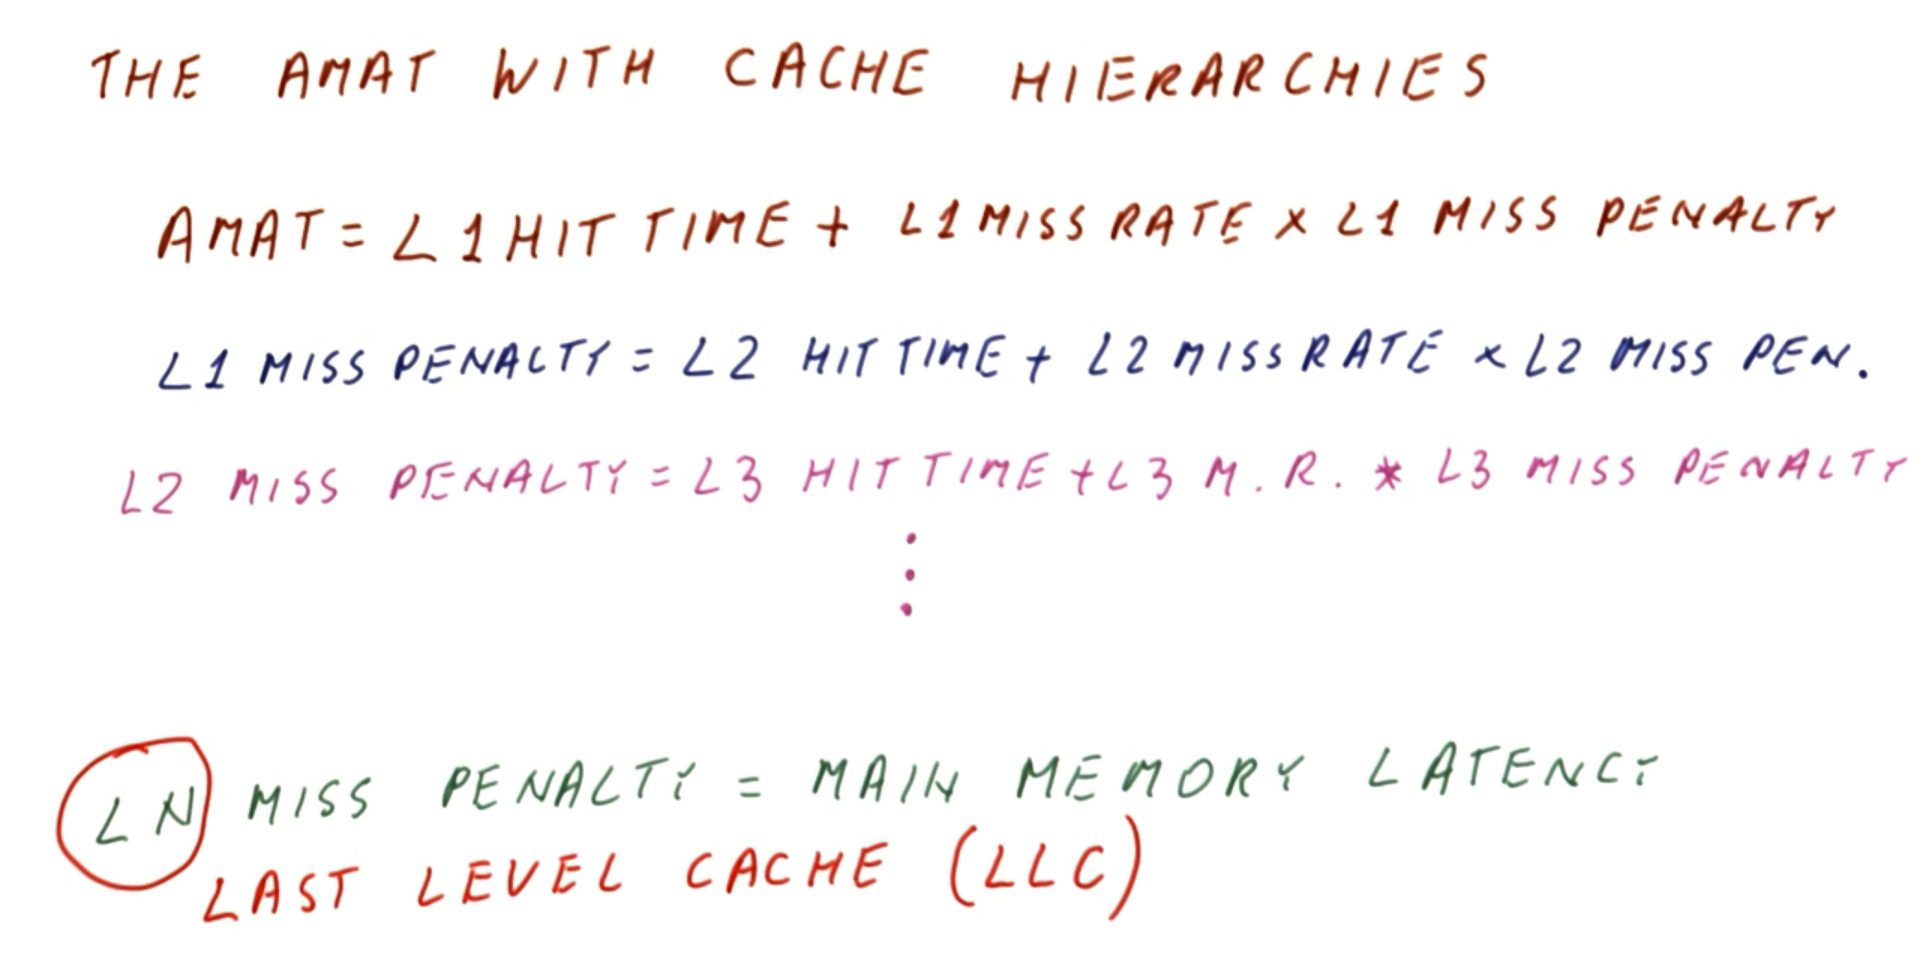 THE AMAT WITH CACHE HIERARCHIES
AMAT = L1 HIT TIME + L1 MISS RATE × L1 MISS PENALTY
L1 MISS PENALTY = L2 HIT TIME + L2 MISS RATE × L2 MISS PEN.
L2 MISS PENALTY = L3 HIT TIME + L3 M.R. * L3 MISS PENALTY
⋮
LN MISS PENALTY = MAIN MEMORY LATENCY
LAST LEVEL CACHE (LLC)